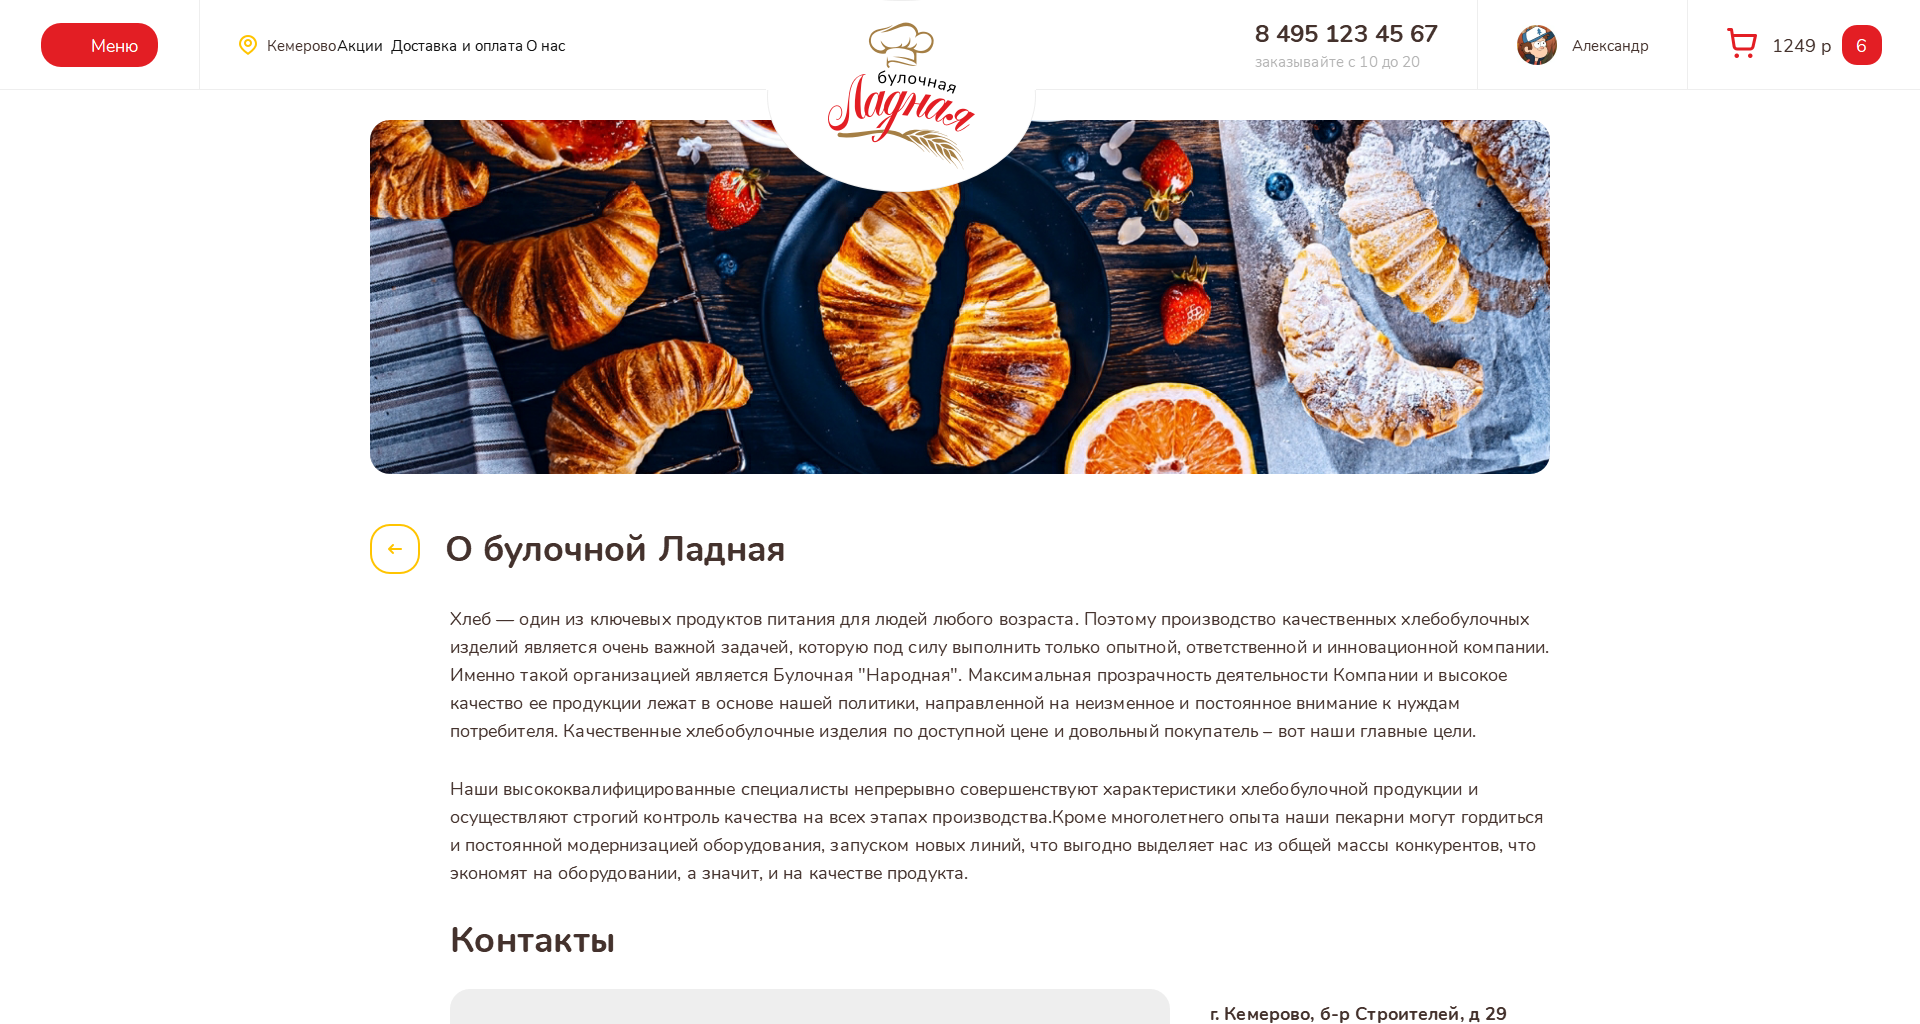 Меню
Кемерово
Акции
Доставка и оплата
О нас
булочная
Ладная
8 495 123 45 67
заказывайте с 10 до 20
Александр
1249 р
6
О булочной Ладная
Хлеб — один из ключевых продуктов питания для людей любого возраста. Поэтому производство качественных хлебобулочных
изделий является очень важной задачей, которую под силу выполнить только опытной, ответственной и инновационной компании.
Именно такой организацией является Булочная "Народная". Максимальная прозрачность деятельности Компании и высокое
качество ее продукции лежат в основе нашей политики, направленной на неизменное и постоянное внимание к нуждам
потребителя. Качественные хлебобулочные изделия по доступной цене и довольный покупатель – вот наши главные цели.
Наши высококвалифицированные специалисты непрерывно совершенствуют характеристики хлебобулочной продукции и
осуществляют строгий контроль качества на всех этапах производства.Кроме многолетнего опыта наши пекарни могут гордиться
и постоянной модернизацией оборудования, запуском новых линий, что выгодно выделяет нас из общей массы конкурентов, что
экономят на оборудовании, а значит, и на качестве продукта.
Контакты
г. Кемерово, б-р Строителей, д 29